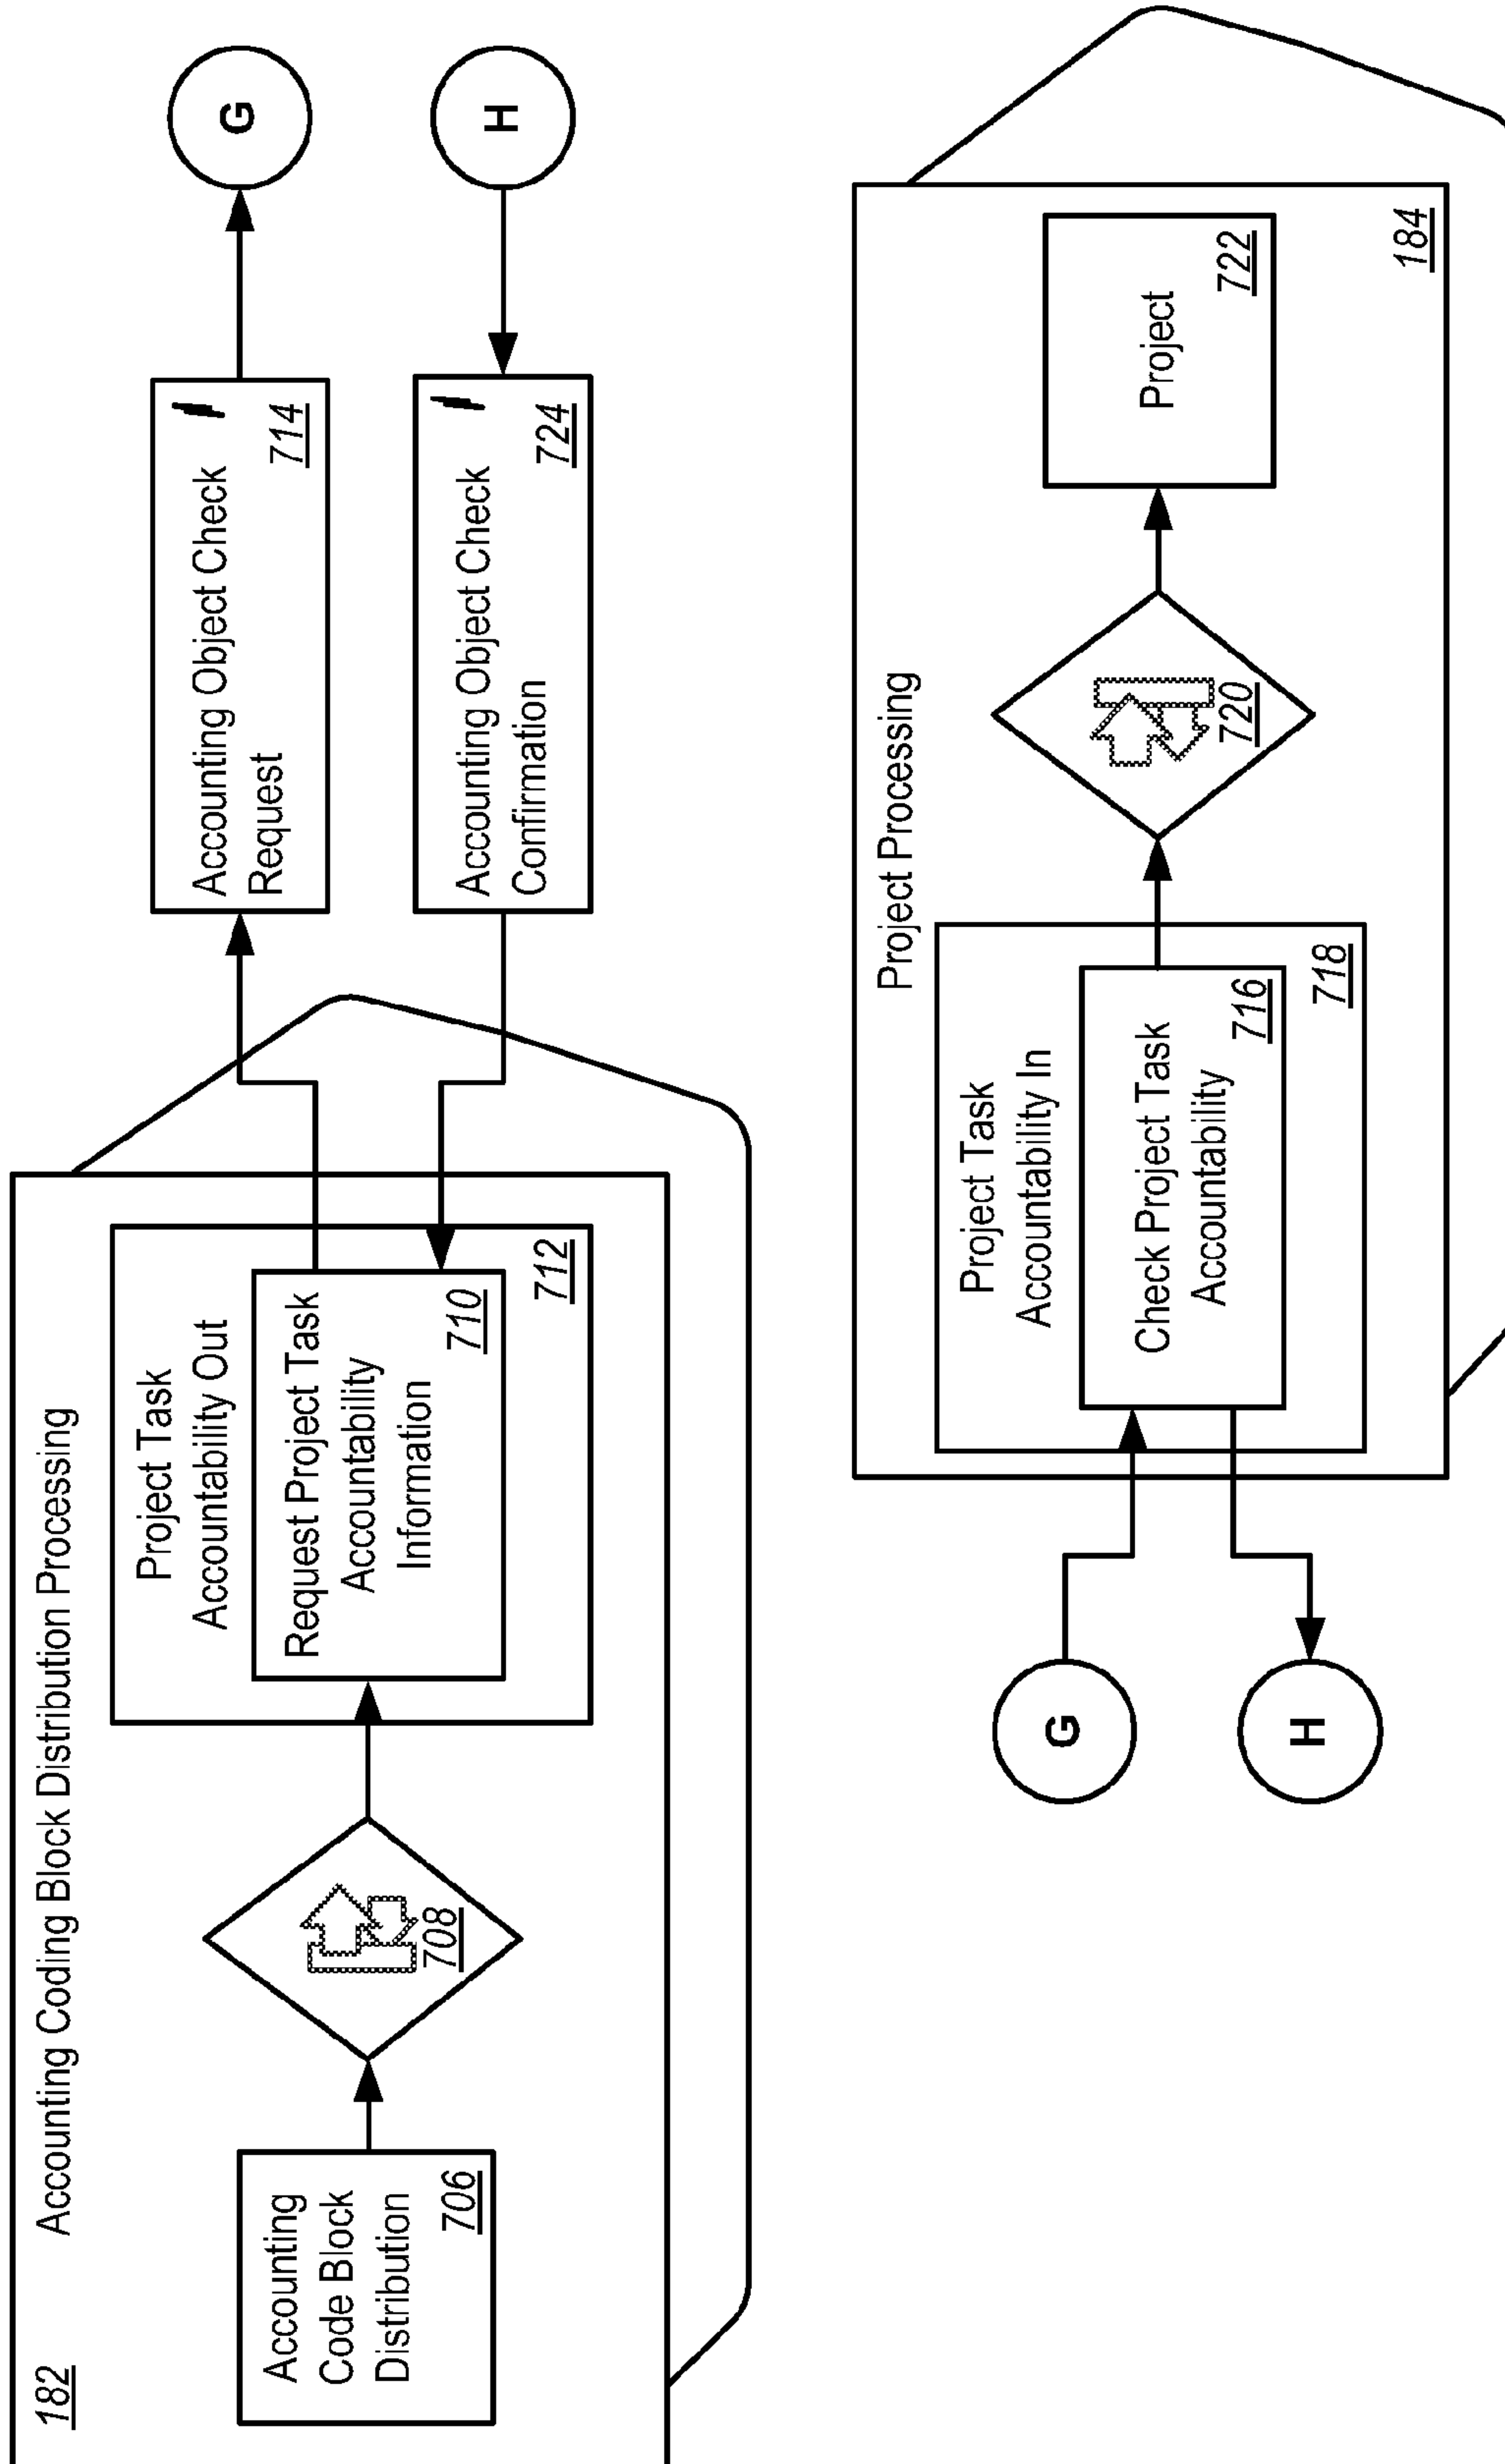 182
Accounting Coding Block Distribution Processing
Accounting
Code Block
Distribution
706
708
Project Task
Accountability Out
Request Project Task
Accountability
Information
710
712
Accounting Object Check
Request
714
G
Accounting Object Check
Confirmation
724
H
G
H
Project Processing
Project Task
Accountability In
Check Project Task
Accountability
716
718
720
Project
722
184